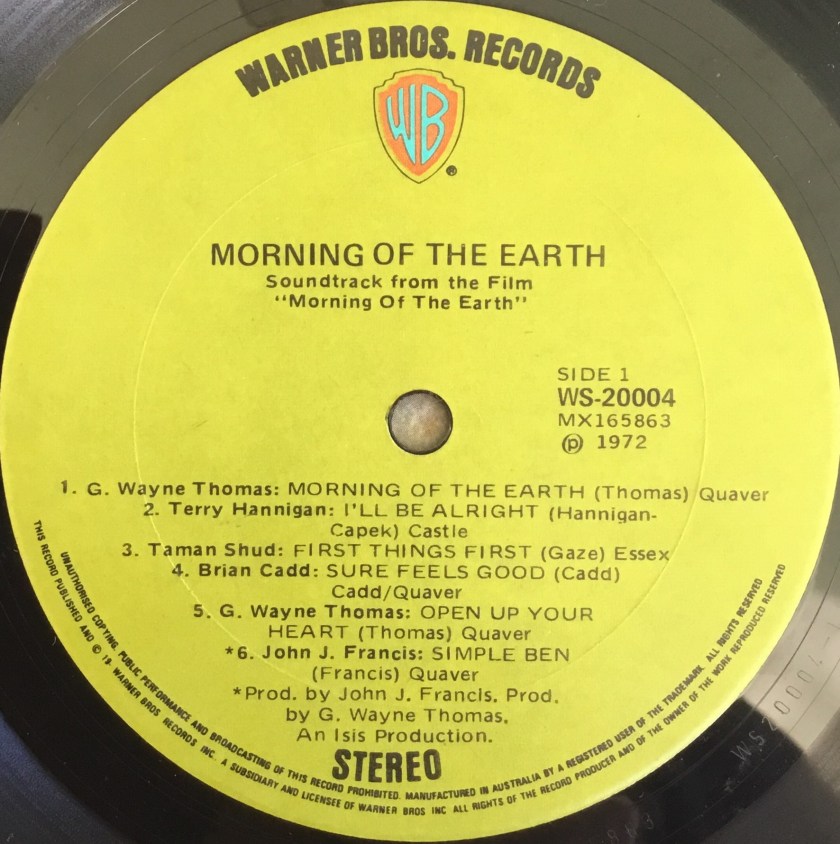 WARNER BROS. RECORDS
WB
®
MORNING OF THE EARTH
Soundtrack from the Film
"Morning Of The Earth"
SIDE 1
WS-20004
MX165863
℗ 1972
1. G. Wayne Thomas: MORNING OF THE EARTH (Thomas) Quaver
2. Terry Hannigan: I'LL BE ALRIGHT (Hannigan-
Capek) Castle
3. Taman Shud: FIRST THINGS FIRST (Gaze) Essex
4. Brian Cadd: SURE FEELS GOOD (Cadd)
Cadd/Quaver
5. G. Wayne Thomas: OPEN UP YOUR
HEART (Thomas) Quaver
*6. John J. Francis: SIMPLE BEN
(Francis) Quaver
*Prod. by John J. Francis. Prod.
by G. Wayne Thomas.
An Isis Production.
STEREO
UNAUTHORISED COPYING, PUBLIC PERFORMANCE AND BROADCASTING OF THIS RECORD PROHIBITED. MANUFACTURED IN AUSTRALIA BY A REGISTERED USER OF THE TRADEMARK. ALL RIGHTS RESERVED
THIS RECORD PUBLISHED AND © 19- WARNER BROS RECORDS INC. A SUBSIDIARY AND LICENSEE OF WARNER BROS INC ALL RIGHTS OF THE RECORD PRODUCER AND OF THE OWNER OF THE WORK REPRODUCED RESERVED